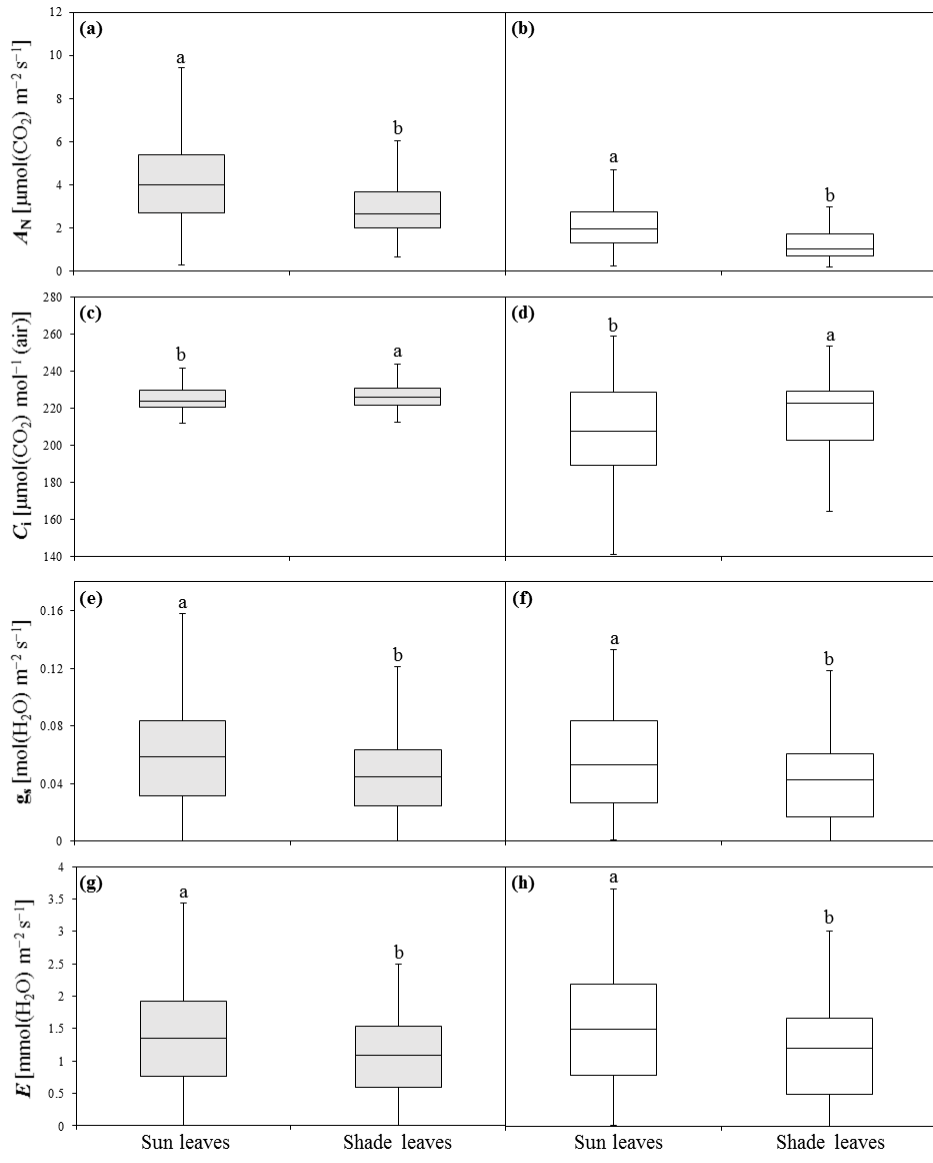 (a)
(b)
A_N [µmol(CO₂) m⁻² s⁻¹]
12
10
8
6
4
2
0
a
b
a
b
(c)
(d)
C_i [µmol(CO₂) mol⁻¹ (air)]
280
260
240
220
200
180
160
140
b
a
b
a
(e)
(f)
g_s [mol(H₂O) m⁻² s⁻¹]
0.16
0.12
0.08
0.04
0
a
b
a
b
(g)
(h)
E [mmol(H₂O) m⁻² s⁻¹]
4
3.5
3
2.5
2
1.5
1
0.5
0
a
b
a
b
Sun leaves
Shade leaves
Sun leaves
Shade leaves